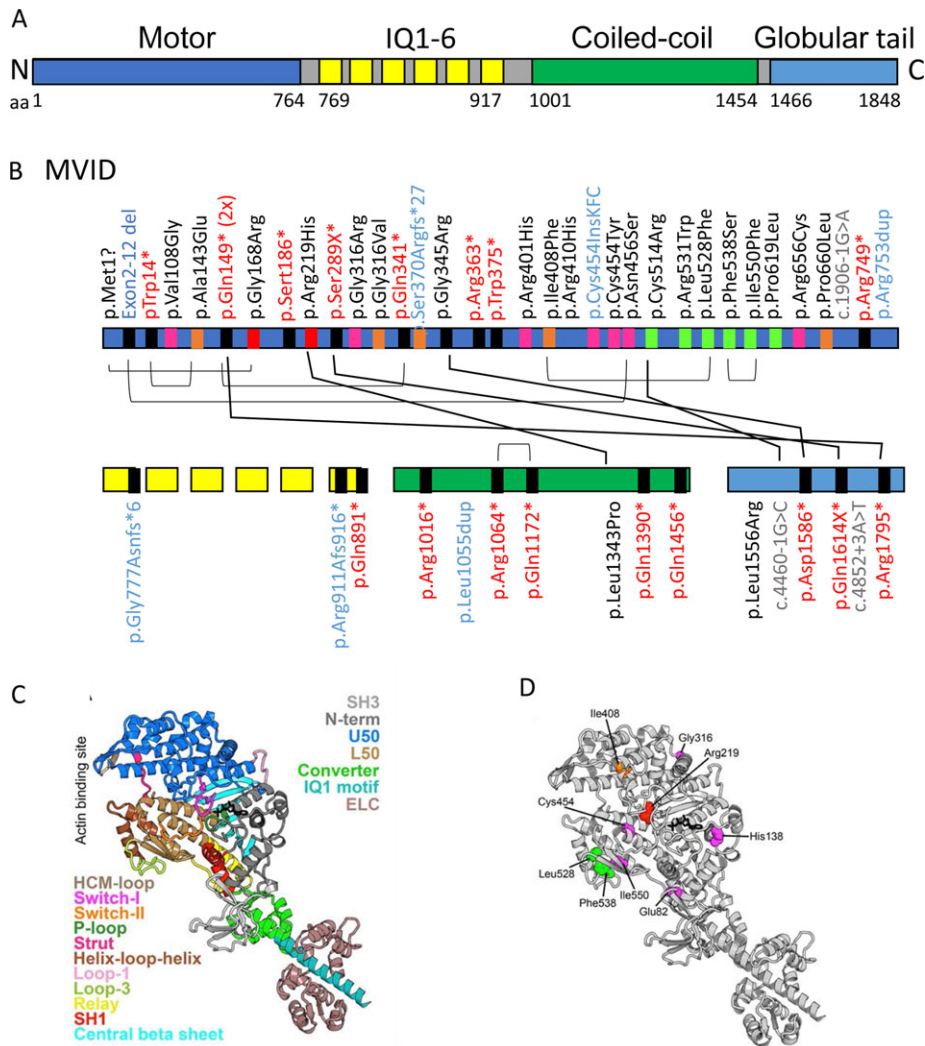 A
Motor IQ1-6 Coiled-coil Globular tail
N C
aa 1 764 769 917 1001 1454 1466 1848
B MVID
p.Met1?
Exon2-12 del
pTrp14*
p.Val108Gly
p.Ala143Glu
p.Gln149* (2x)
p.Gly168Arg
p.Sert186*
p.Arg219His
p.Ser289X*
p.Gly316Arg
p.Gly316Val
p.Gln341*
p.Ser370Argfs*27
p.Gly345Arg
p.Arg363*
p.Trp375*
p.Arg401His
p.Ile408Phe
p.Arg410His
p.Cys454InsKFC
p.Cys454Tyr
p.Asn456Ser
p.Cys514Arg
p.Arg531Trp
p.Leu528Phe
p.Phe538Ser
p.Ile550Phe
p.Pro619Leu
p.Arg656Cys
p.Pro660Leu
c.1906-1G>A
p.Arg749*
p.Arg753dup
p.Gly777Asnfs*6
p.Arg911Afs*916*
p.Gln891*
p.Arg1016*
p.Leu1055dup
p.Arg1064*
p.Gln1172*
p.Leu1343Pro
p.Gln1390*
p.Gln1456*
p.Leu1556Arg
c.4460-1G>C
p.Asp1586*
p.Gln1614X*
c.4852+3A>T
p.Arg1795*
C
Actin binding site
SH3
N-term
U50
L50
Converter
IQ1 motif
ELC
HCM-loop
Switch-I
Switch-II
P-loop
Strut
Helix-loop-helix
Loop-1
Loop-3
Relay
SH1
Central beta sheet
D
Ile408
Gly316
Arg219
Cys454
His138
Leu528
Phe538
Ile550
Glu82